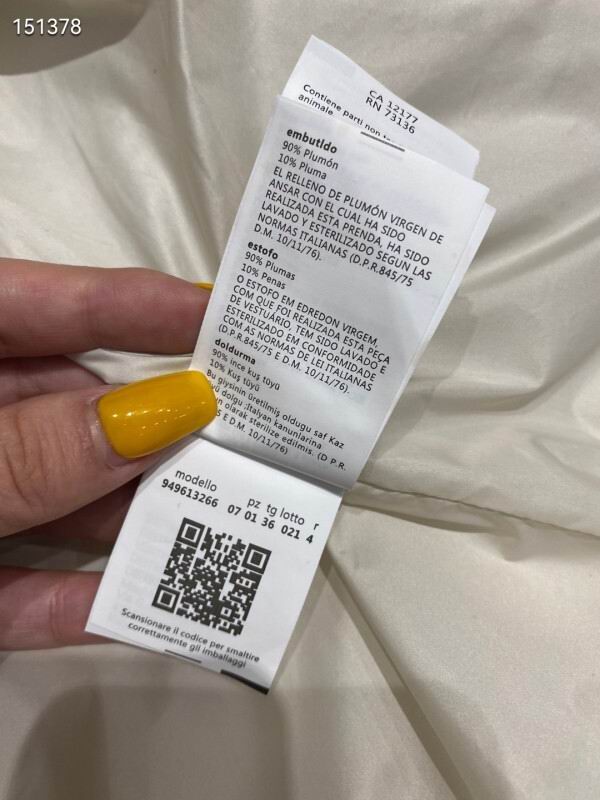 151378
CA 12177
RN 73136
Contiene parti non
animale
embutido
90% Plumón
10% Pluma
EL RELLENO DE PLUMÓN VIRGEN DE
ANSAR CON EL CUAL HA SIDO
REALIZADA ESTA PRENDA, HA SIDO
LAVADO Y ESTERILIZADO SEGUN LAS
NORMAS ITALIANAS (D.P.R.845/75
D.M. 10/11/76).
estofo
90% Plumas
10% Penas
O ESTOFO EM EDREDON VIRGEM,
COM QUE FOI REALIZADA ESTA PEÇA
DE VESTUÁRIO, TEM SIDO LAVADO E
ESTERILIZADO EM CONFORMIDADE
COM AS NORMAS DE LEI ITALIANAS
(D.P.R.845/75 E D.M. 10/11/76).
doldurma
90% ince kuş tüyü
10% Kuş tüyü
Bu giysinin üretilmiş oldugu saf Kaz
dolgu ;İtalyan kanunlarina
olarak sterilize edilmis. (D P.R.
E D.M. 10/11/76)
modello pz tg lotto r
949613266 07 01 36 021 4
Scansionare il codice per smaltire
correttamente gli imballaggi